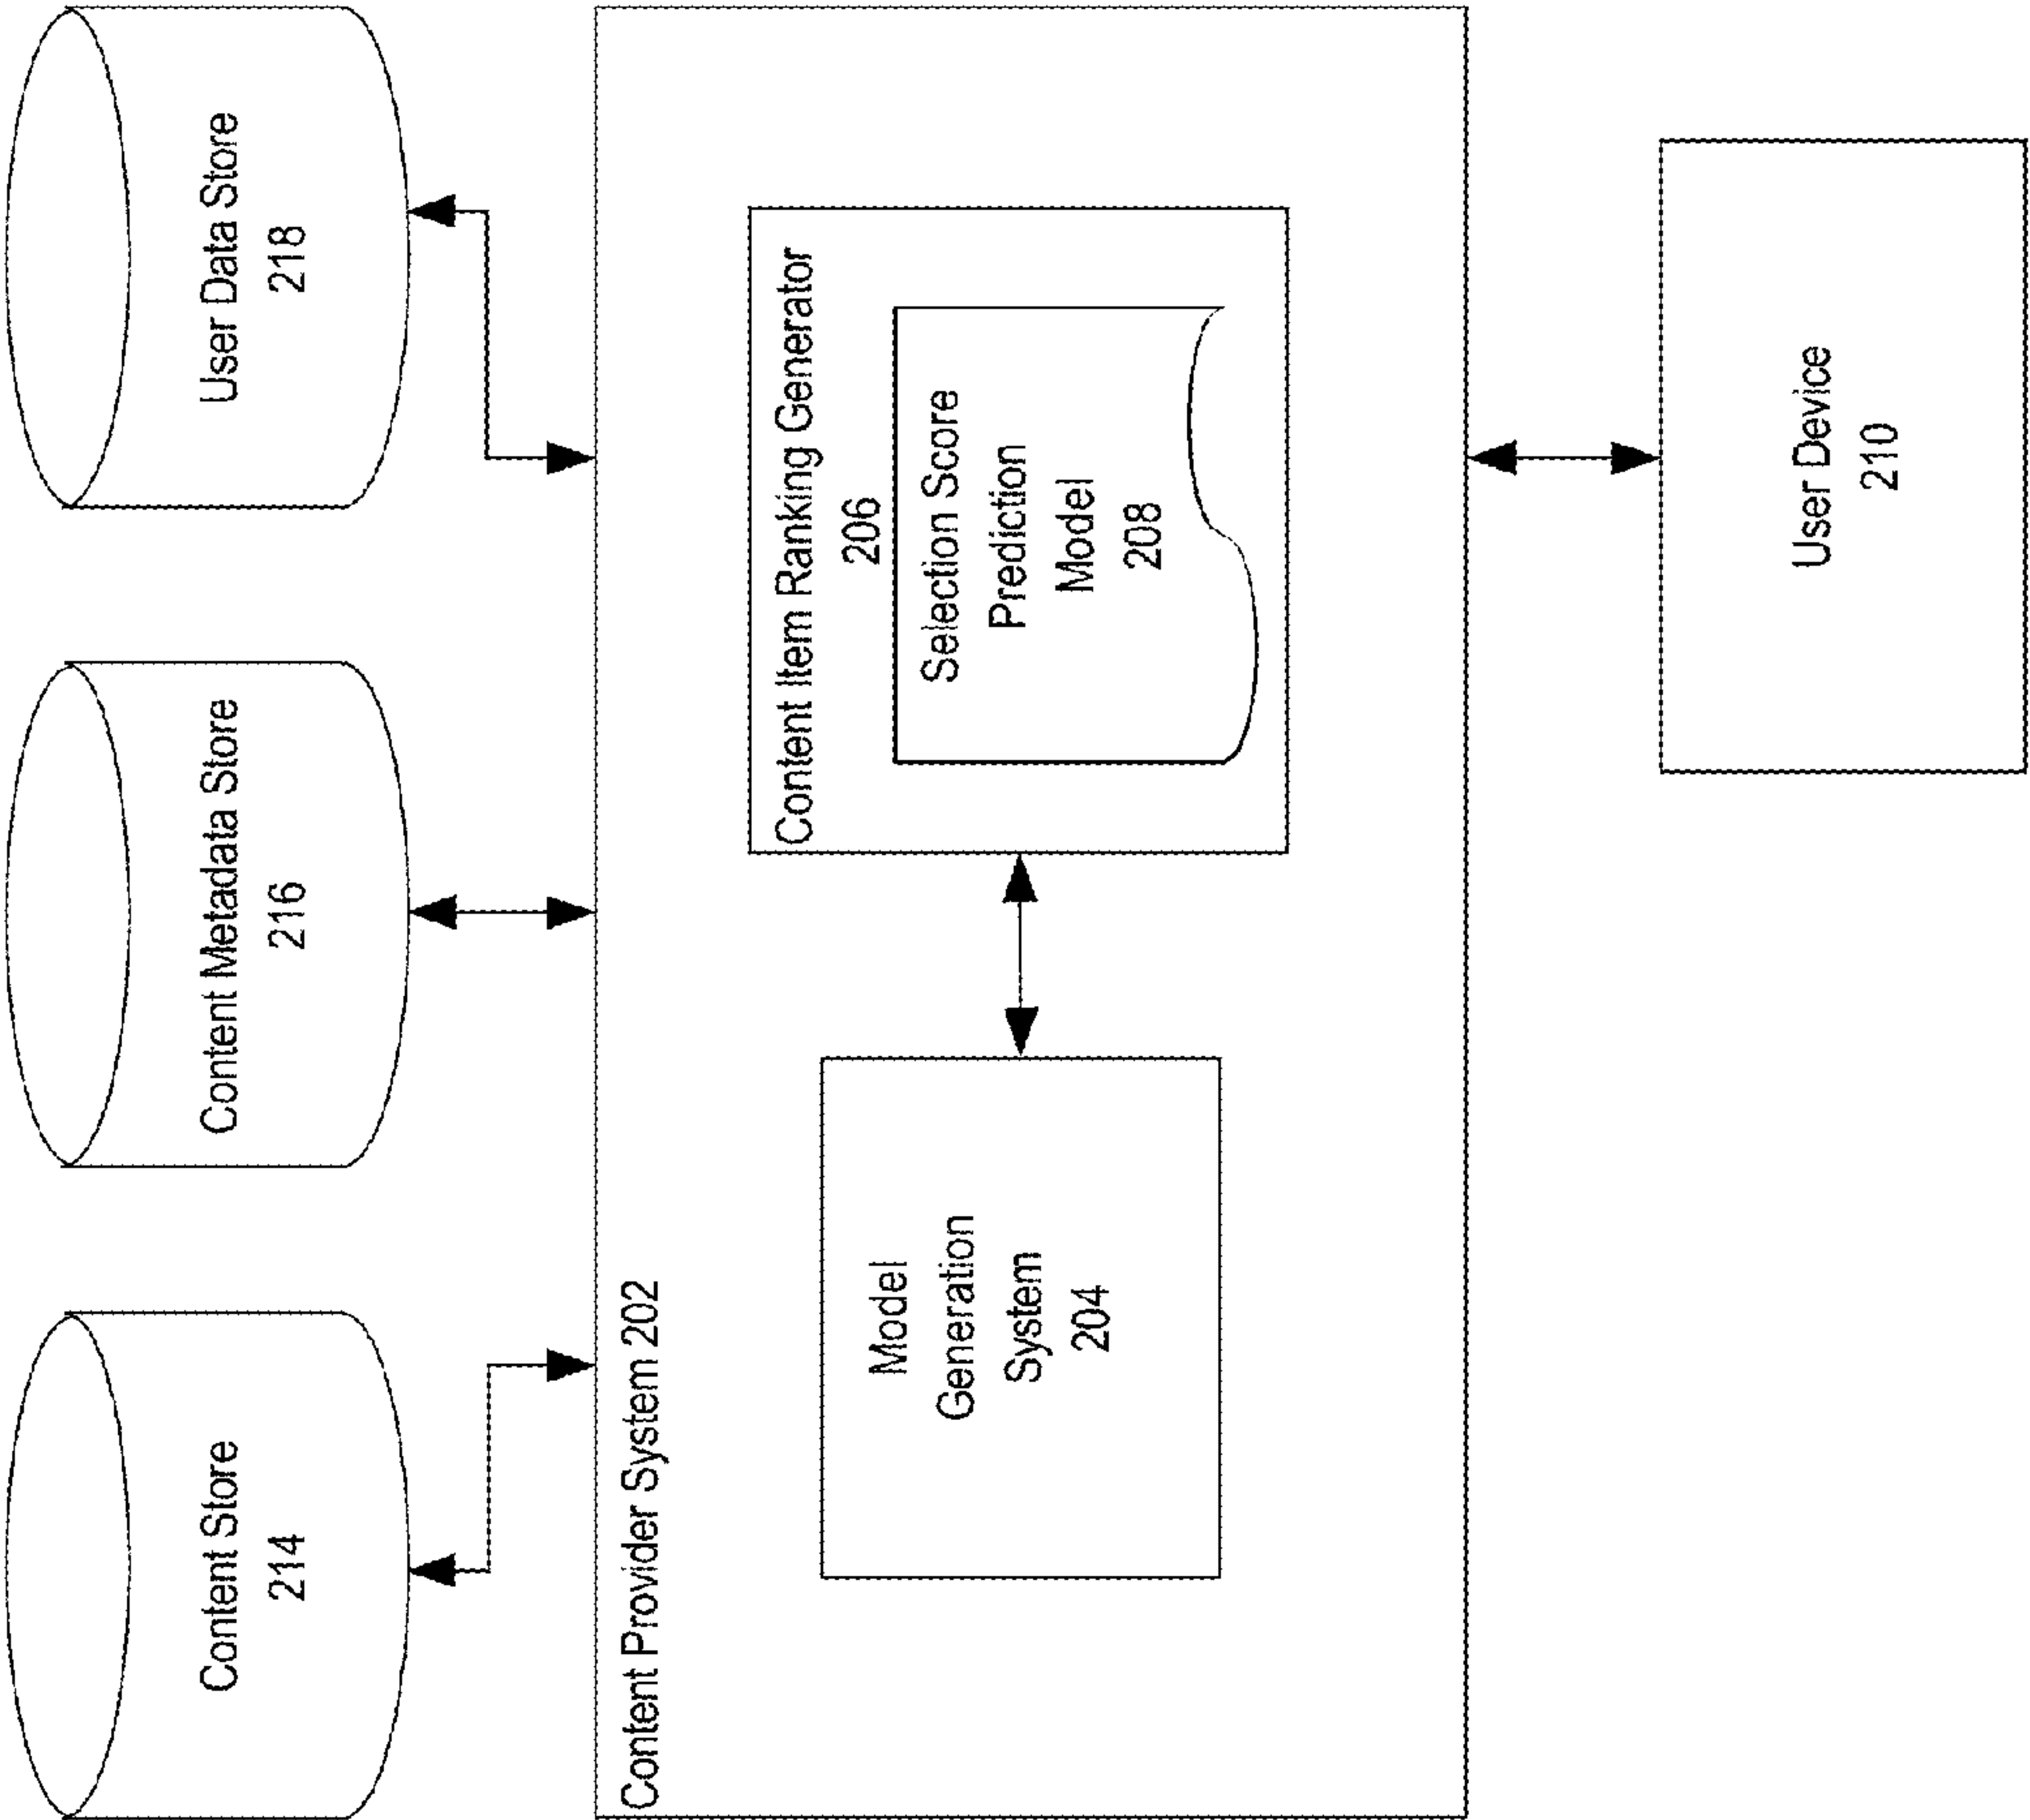 Content Store
214
Content Metadata Store
216
User Data Store
218
Content Provider System 202
Model
Generation
System
204
Content Item Ranking Generator
206
Selection Score
Prediction
Model
208
User Device
210